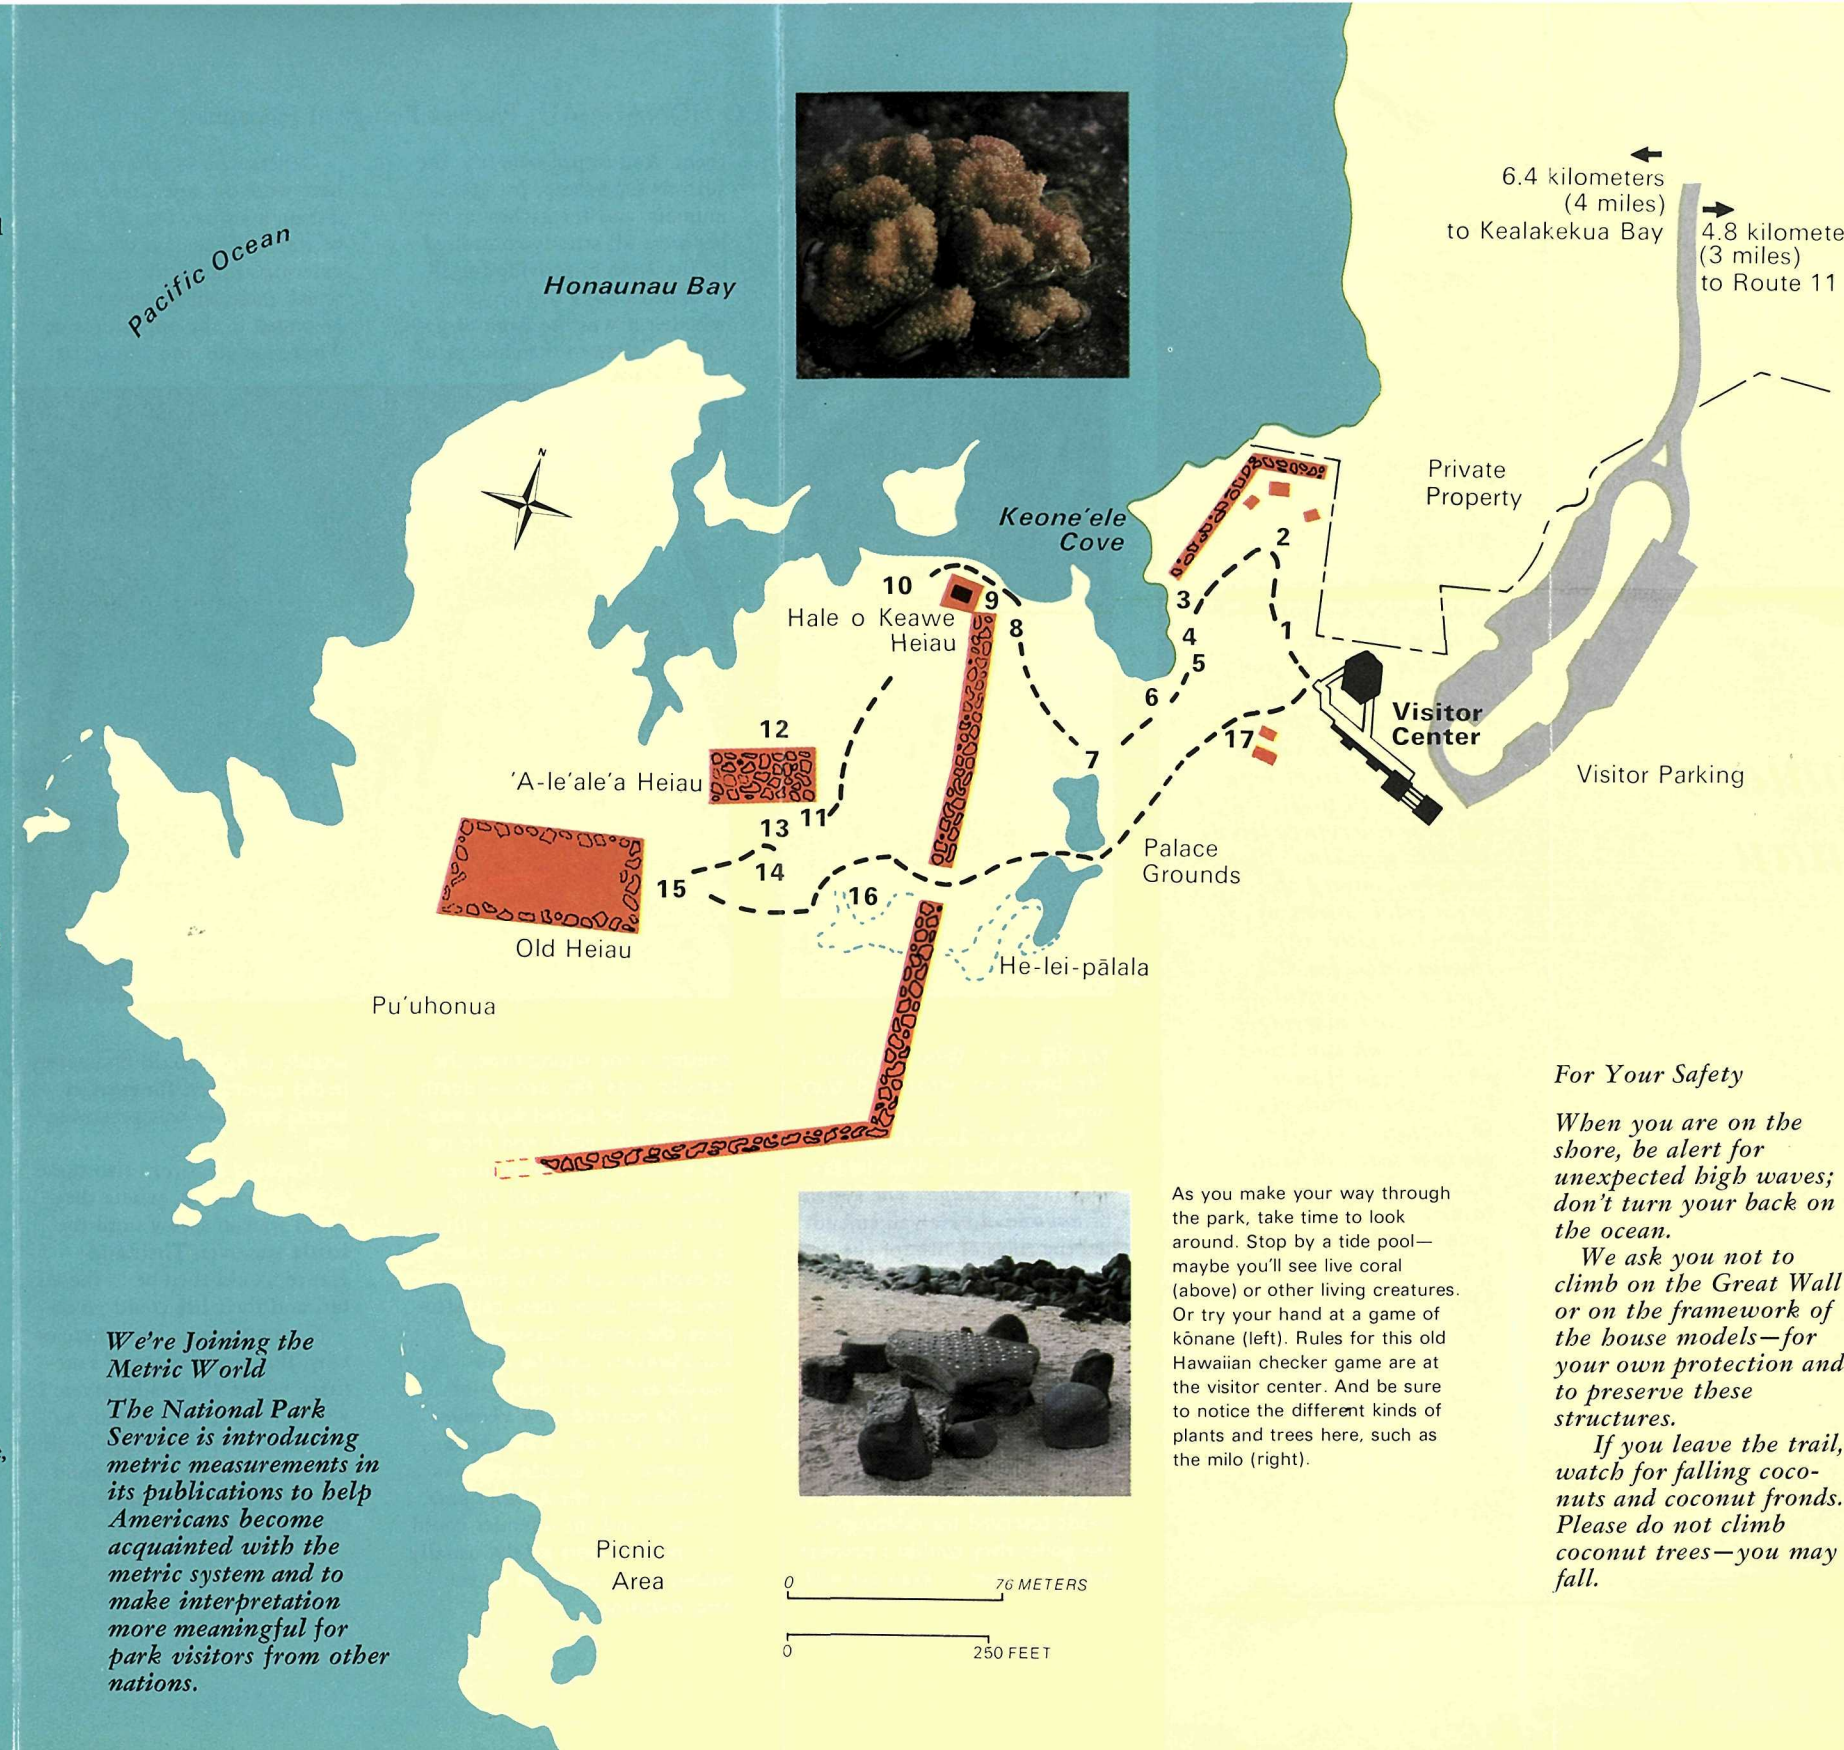 Pacific Ocean
Honaunau Bay
6.4 kilometers
(4 miles)
to Kealakekua Bay
4.8 kilomete
(3 miles)
to Route 11
N
Private
Property
Keone'ele
Cove
2
10
9
3
Hale o Keawe
Heiau
8
4
1
5
6
12
17
Visitor
Center
7
'A-le'ale'a Heiau
Visitor Parking
11
13
14
Palace
Grounds
15
16
Old Heiau
He-lei-pālala
Pu'uhonua
For Your Safety
When you are on the
shore, be alert for
unexpected high waves;
don't turn your back on
the ocean.
We ask you not to
climb on the Great Wall
or on the framework of
the house models—for
your own protection and
to preserve these
structures.
If you leave the trail,
watch for falling coco-
nuts and coconut fronds.
Please do not climb
coconut trees—you may
fall.
As you make your way through
the park, take time to look
around. Stop by a tide pool—
maybe you'll see live coral
(above) or other living creatures.
Or try your hand at a game of
kōnane (left). Rules for this old
Hawaiian checker game are at
the visitor center. And be sure
to notice the different kinds of
plants and trees here, such as
the milo (right).
We're Joining the
Metric World
The National Park
Service is introducing
metric measurements in
its publications to help
Americans become
acquainted with the
metric system and to
make interpretation
more meaningful for
park visitors from other
nations.
Picnic
Area
0 76 METERS
0 250 FEET